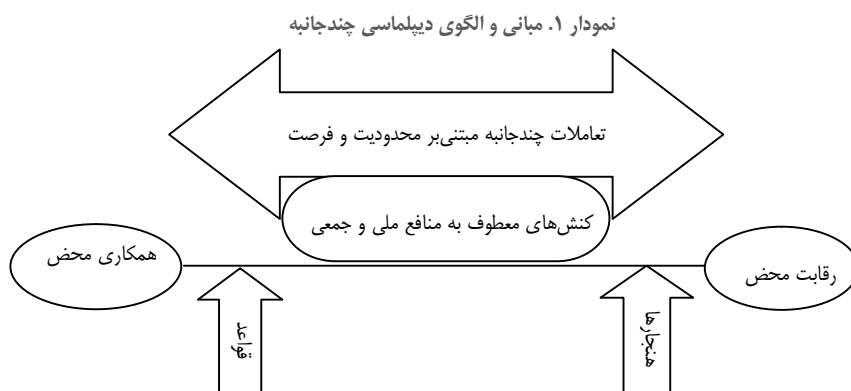 نمودار ۱. مبانی و الگوی دیپلماسی چندجانبه
تعاملات چندجانبه مبتنی‌بر محدودیت و فرصت
کنش‌های معطوف به منافع ملی و جمعی
رقابت محض
همکاری محض
هنجارها
قواعد